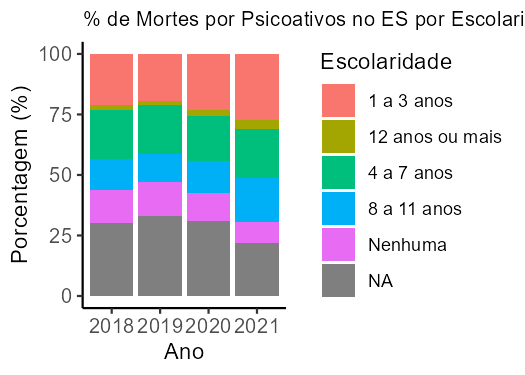 % de Mortes por Psicoativos no ES por Escolari
100
75
50
25
0
Porcentagem (%)
2018 2019 2020 2021
Ano
Escolaridade
1 a 3 anos
12 anos ou mais
4 a 7 anos
8 a 11 anos
Nenhuma
NA